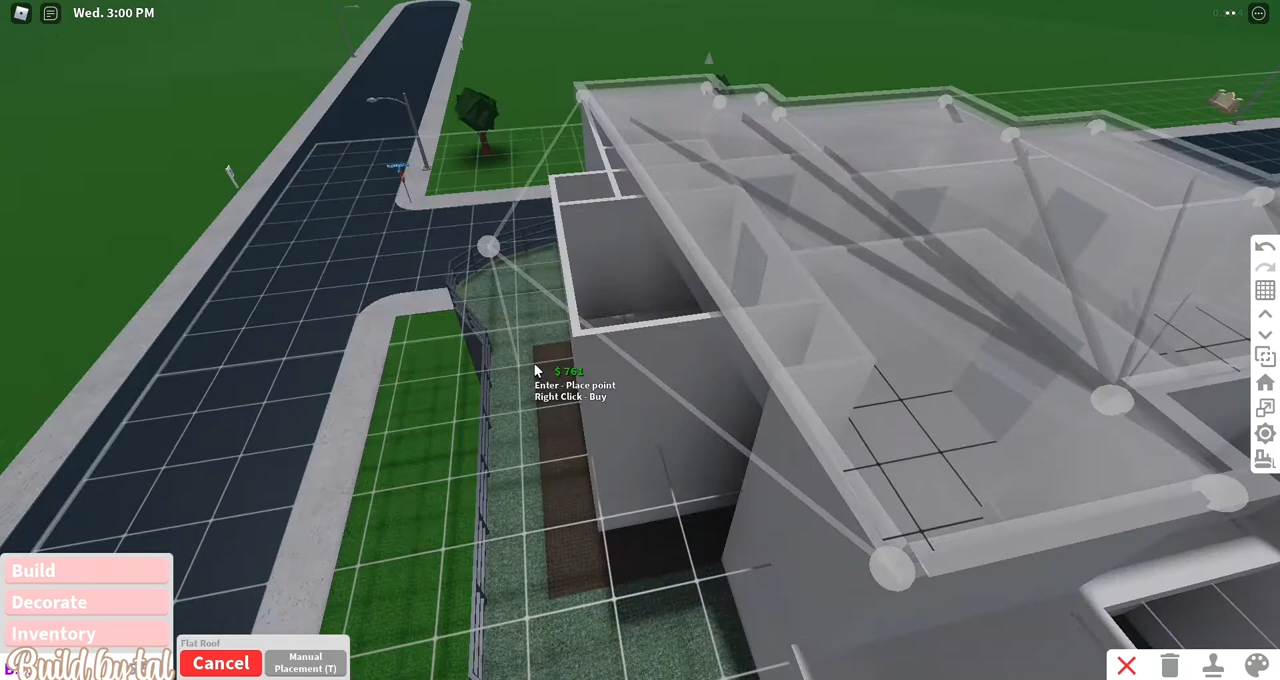 Wed. 3:00 PM
$ 761
Enter - Place point
Right Click - Buy
Build
Decorate
Inventory
Build by tal
Flat Roof
Cancel
Manual
Placement (T)